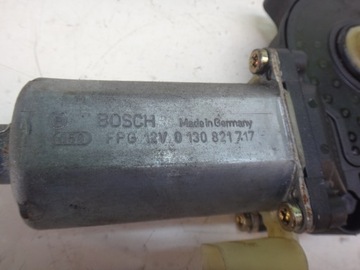 BOSCH Made in Germany
FPG 12V 0 130 821 717